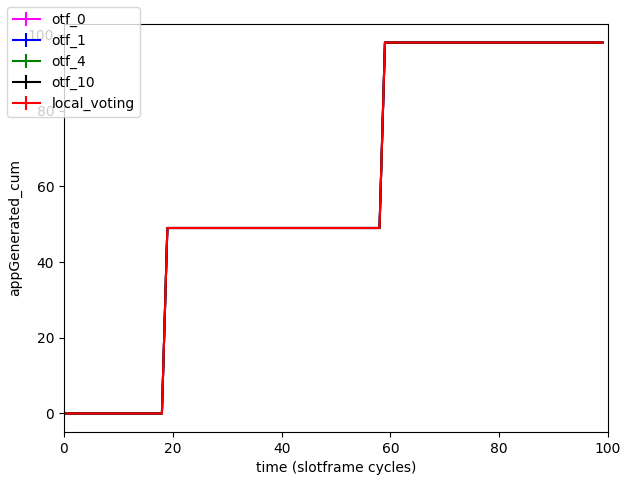 otf_0
otf_1
otf_4
otf_10
local_voting
100
80
60
40
20
0
appGenerated_cum
0 20 40 60 80 100
time (slotframe cycles)